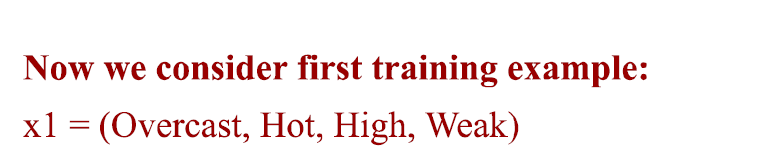 Now we consider first training example:
x1 = (Overcast, Hot, High, Weak)